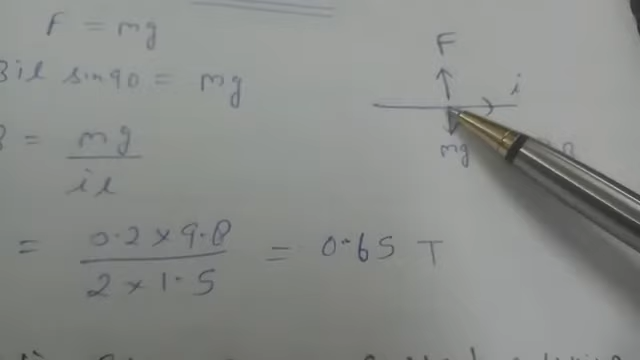 F = mg
Bil sin90 = mg
B = mg / il
= 0.2 × 9.8 / 2 × 1.5 = 0.65 T
F
i
mg